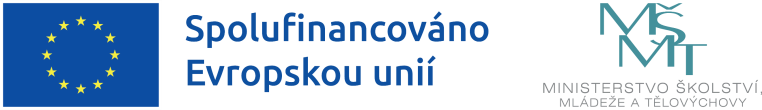 Spolufinancováno
Evropskou unií
MŠMT
MINISTERSTVO ŠKOLSTVÍ,
MLÁDEŽE A TĚLOVÝCHOVY